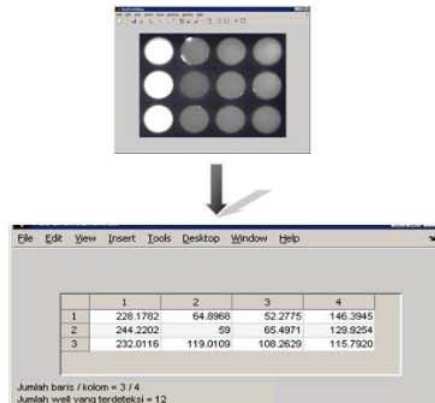 File Edit View Insert Tools Desktop Window Help
1 2 3 4
1 228.1782 64.8968 52.2775 146.3945
2 244.2202 59 65.4971 129.9254
3 232.0116 119.0109 108.2629 115.7920
Jumlah baris / kolom = 3 / 4
Jumlah well yang terdeteksi = 12